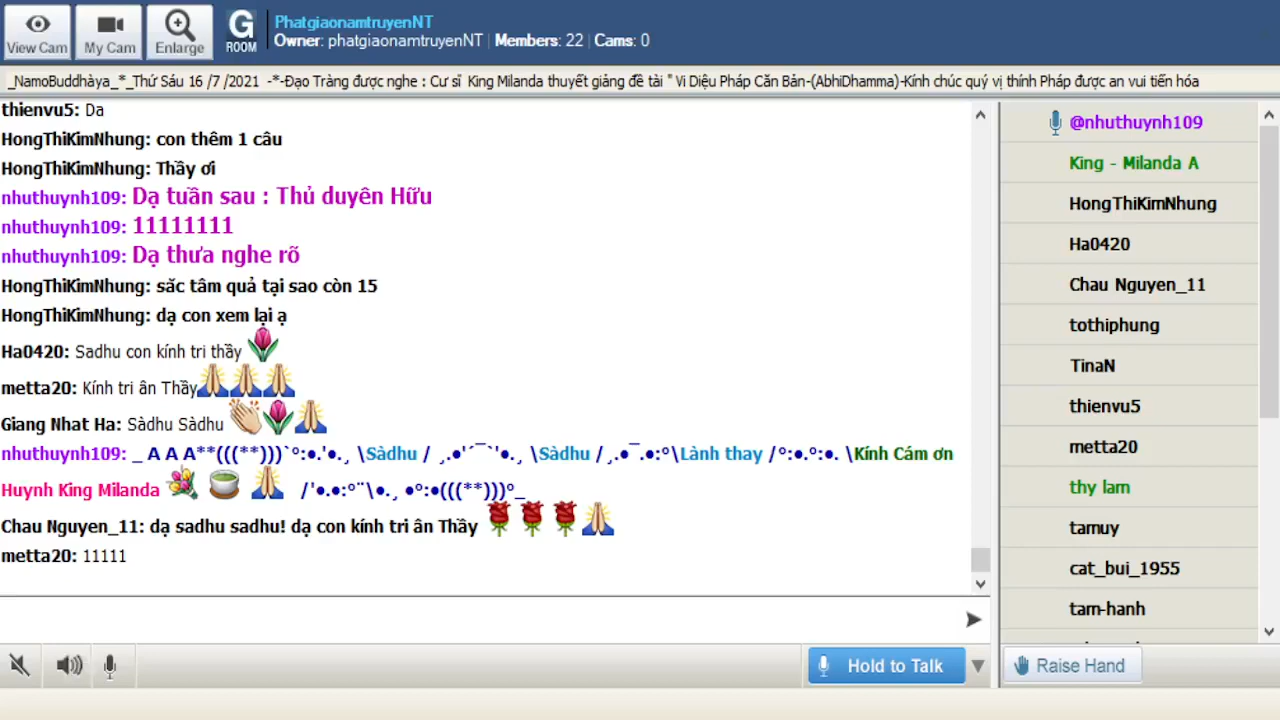 View Cam
My Cam
Enlarge
G
ROOM
PhatgiaonamtruyenNT
Owner: phatgiaonamtruyenNT | Members: 22 | Cams: 0
_NamoBuddhàya_*_Thứ Sáu 16 /7 /2021 -*-Đạo Tràng được nghe : Cư sĩ King Milanda thuyết giảng đề tài " Vi Diệu Pháp Căn Bản-(AbhiDhamma)-Kính chúc quý vị thính Pháp được an vui tiến hóa
thienvu5: Da
HongThiKimNhung: con thêm 1 câu
HongThiKimNhung: Thầy ơi
nhuthuynh109: Dạ tuần sau : Thủ duyên Hữu
nhuthuynh109: 11111111
nhuthuynh109: Dạ thưa nghe rõ
HongThiKimNhung: săc tâm quả tại sao còn 15
HongThiKimNhung: dạ con xem lại ạ
Ha0420: Sadhu con kính tri thầy
metta20: Kính tri ân Thầy
Giang Nhat Ha: Sàdhu Sàdhu
nhuthuynh109: _ A A A**(((**)))`°:•.'•.¸ \Sàdhu / ¸.•'´¯`'•.¸ \Sàdhu /¸.•¯.•:°\Lành thay /°:•.°:•. \Kính Cám ơn
Huynh King Milanda /'•.•:°¨\•.¸ •°:•(((**)))°_
Chau Nguyen_11: dạ sadhu sadhu! dạ con kính tri ân Thầy
metta20: 11111
Hold to Talk
@nhuthuynh109
King - Milanda A
HongThiKimNhung
Ha0420
Chau Nguyen_11
tothiphung
TinaN
thienvu5
metta20
thy lam
tamuy
cat_bui_1955
tam-hanh
Raise Hand